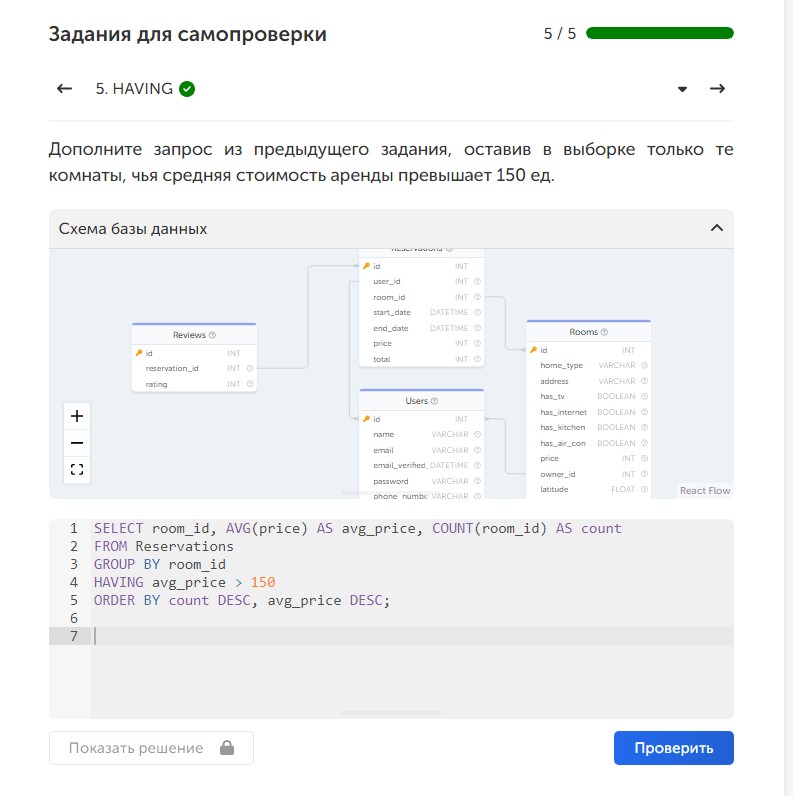 Задания для самопроверки
5 / 5
5. HAVING
Дополните запрос из предыдущего задания, оставив в выборке только те
комнаты, чья средняя стоимость аренды превышает 150 ед.
Схема базы данных
Reservations
id INT
user_id INT
room_id INT
start_date DATETIME
end_date DATETIME
price INT
total INT
Reviews
id INT
reservation_id INT
rating INT
Rooms
id INT
home_type VARCHAR
address VARCHAR
has_tv BOOLEAN
has_internet BOOLEAN
has_kitchen BOOLEAN
has_air_con BOOLEAN
price INT
owner_id INT
latitude FLOAT
Users
id INT
name VARCHAR
email VARCHAR
email_verified_ DATETIME
password VARCHAR
phone_numbe VARCHAR
React Flow
1 SELECT room_id, AVG(price) AS avg_price, COUNT(room_id) AS count
2 FROM Reservations
3 GROUP BY room_id
4 HAVING avg_price > 150
5 ORDER BY count DESC, avg_price DESC;
6
7
Показать решение
Проверить